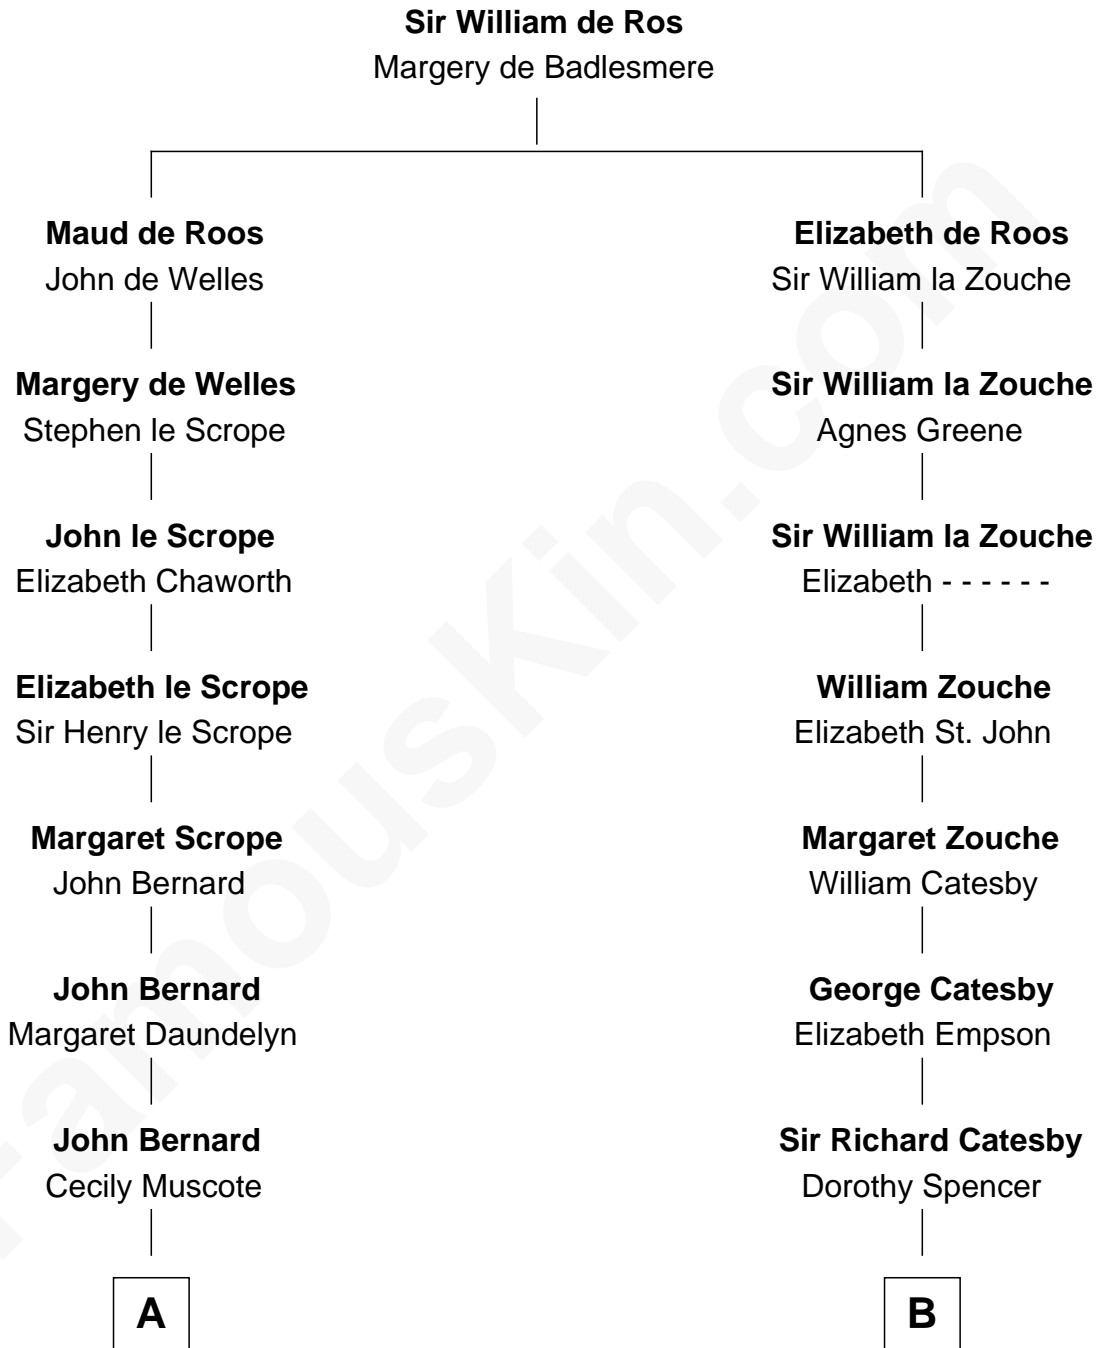 Sir William de Ros
Margery de Badlesmere
Maud de Roos
John de Welles
Margery de Welles
Stephen le Scrope
John le Scrope
Elizabeth Chaworth
Elizabeth le Scrope
Sir Henry le Scrope
Margaret Scrope
John Bernard
John Bernard
Margaret Daundelyn
John Bernard
Cecily Muscote
A
Elizabeth de Roos
Sir William la Zouche
Sir William la Zouche
Agnes Greene
Sir William la Zouche
Elizabeth - - - - - -
William Zouche
Elizabeth St. John
Margaret Zouche
William Catesby
George Catesby
Elizabeth Empson
Sir Richard Catesby
Dorothy Spencer
B
FamousKin.com